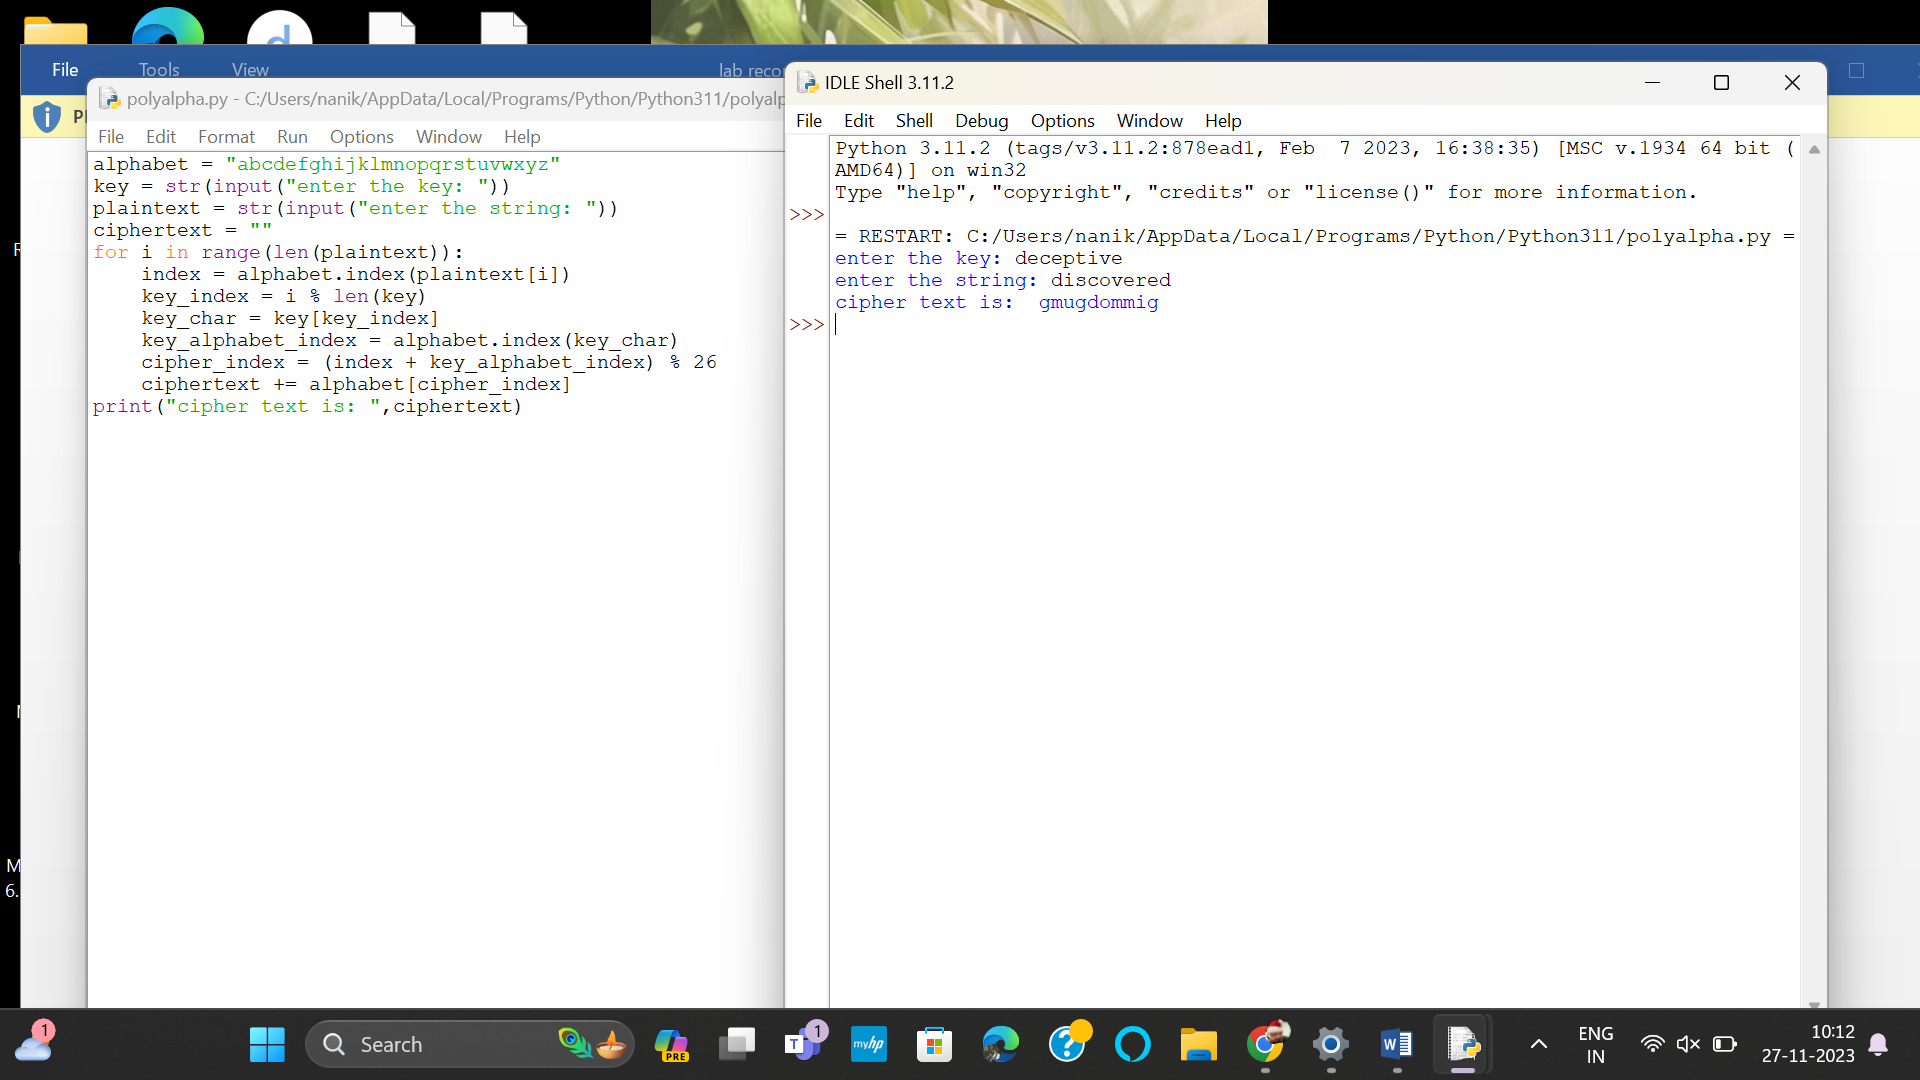 File Tools View lab reco
polyalpha.py - C:/Users/nanik/AppData/Local/Programs/Python/Python311/polyalp
File Edit Format Run Options Window Help
alphabet = "abcdefghijklmnopqrstuvwxyz"
key = str(input("enter the key: "))
plaintext = str(input("enter the string: "))
ciphertext = ""
for i in range(len(plaintext)):
    index = alphabet.index(plaintext[i])
    key_index = i % len(key)
    key_char = key[key_index]
    key_alphabet_index = alphabet.index(key_char)
    cipher_index = (index + key_alphabet_index) % 26
    ciphertext += alphabet[cipher_index]
print("cipher text is: ",ciphertext)
IDLE Shell 3.11.2
File Edit Shell Debug Options Window Help
Python 3.11.2 (tags/v3.11.2:878ead1, Feb  7 2023, 16:38:35) [MSC v.1934 64 bit (
AMD64)] on win32
Type "help", "copyright", "credits" or "license()" for more information.
>>>
= RESTART: C:/Users/nanik/AppData/Local/Programs/Python/Python311/polyalpha.py =
enter the key: deceptive
enter the string: discovered
cipher text is:  gmugdommig
>>>
M
6.
1
Search
PRE
T 1
myhp
W
ENG
IN
10:12
27-11-2023